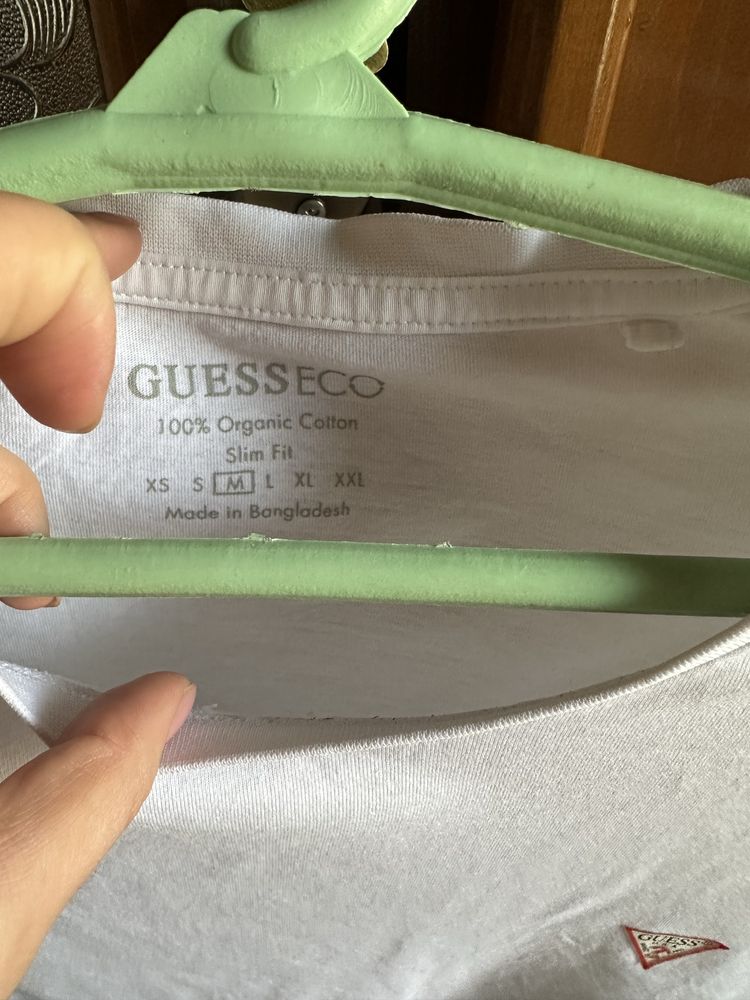 GUESSECO
100% Organic Cotton
Slim Fit
XS S M L XL XXL
Made in Bangladesh
GUESS